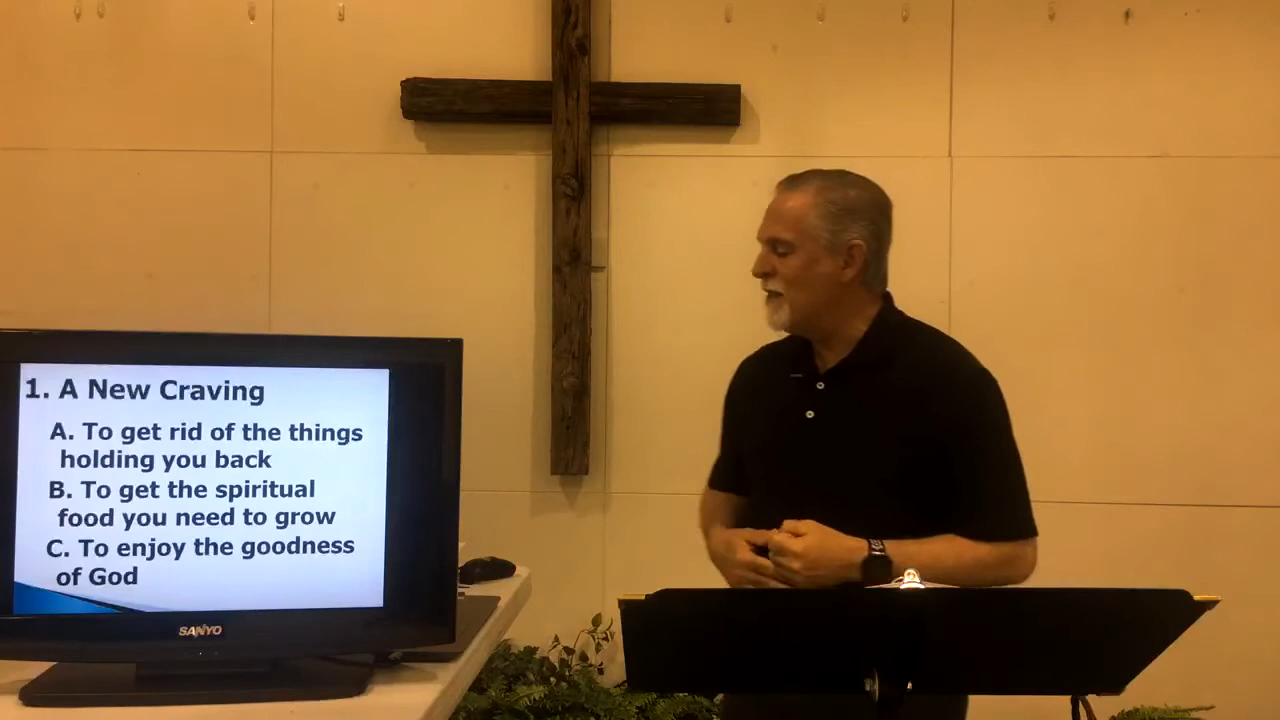 1. A New Craving
A. To get rid of the things
holding you back
B. To get the spiritual
food you need to grow
C. To enjoy the goodness
of God
SANYO